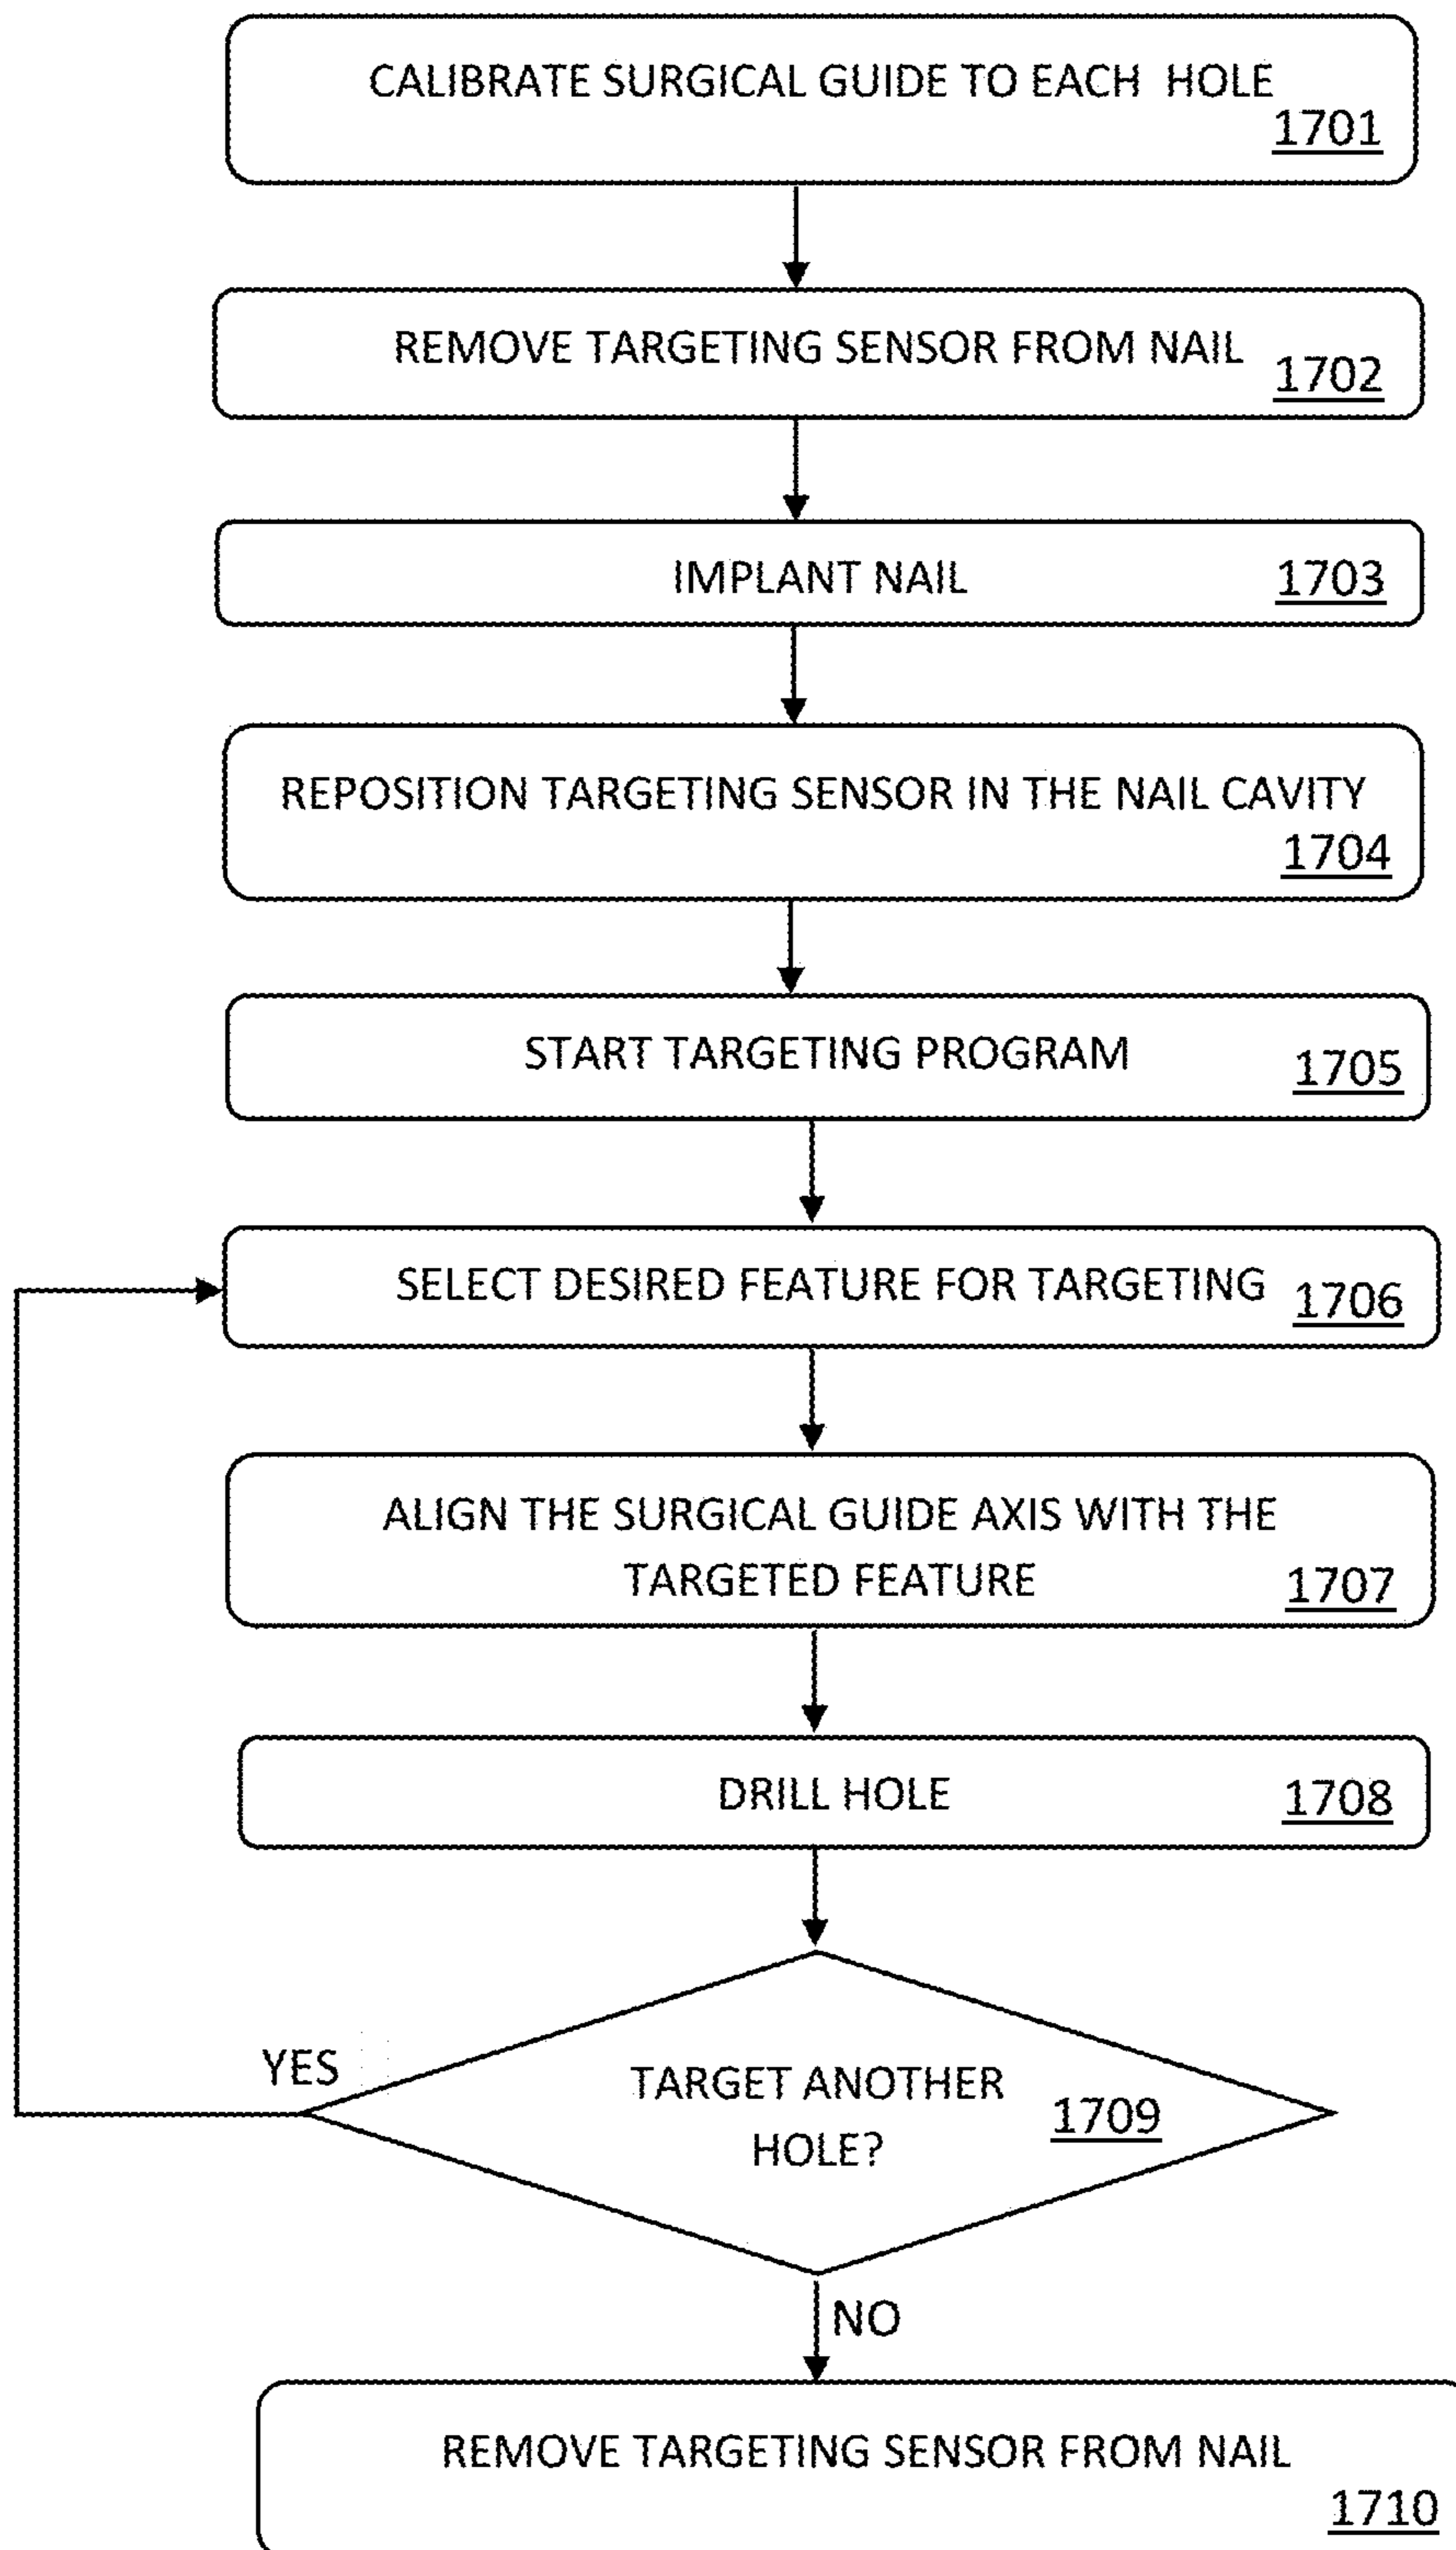 CALIBRATE SURGICAL GUIDE TO EACH HOLE
1701
REMOVE TARGETING SENSOR FROM NAIL
1702
IMPLANT NAIL
1703
REPOSITION TARGETING SENSOR IN THE NAIL CAVITY
1704
START TARGETING PROGRAM
1705
SELECT DESIRED FEATURE FOR TARGETING
1706
ALIGN THE SURGICAL GUIDE AXIS WITH THE
TARGETED FEATURE
1707
DRILL HOLE
1708
YES
TARGET ANOTHER
HOLE?
1709
NO
REMOVE TARGETING SENSOR FROM NAIL
1710